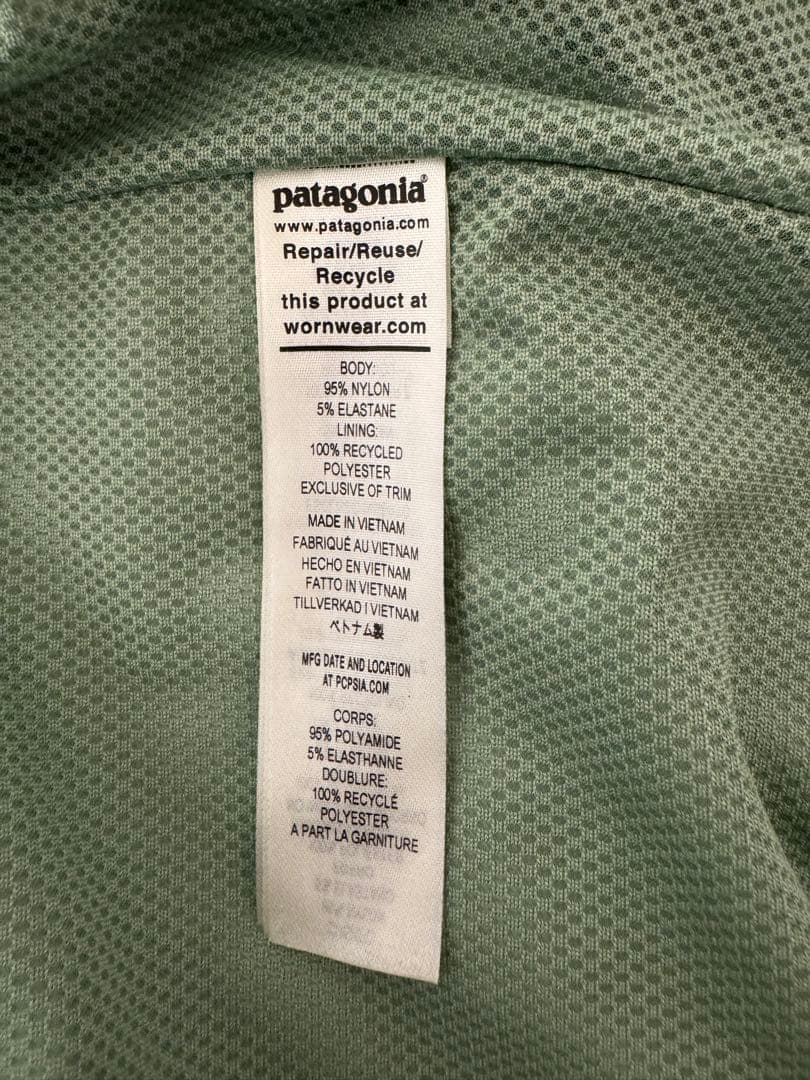 patagonia®
www.patagonia.com
Repair/Reuse/
Recycle
this product at
wornwear.com
BODY:
95% NYLON
5% ELASTANE
LINING:
100% RECYCLED
POLYESTER
EXCLUSIVE OF TRIM
MADE IN VIETNAM
FABRIQUÉ AU VIETNAM
HECHO EN VIETNAM
FATTO IN VIETNAM
TILLVERKAD I VIETNAM
ベトナム製
MFG DATE AND LOCATION
AT PCPSIA.COM
CORPS:
95% POLYAMIDE
5% ELASTHANNE
DOUBLURE:
100% RECYCLÉ
POLYESTER
A PART LA GARNITURE